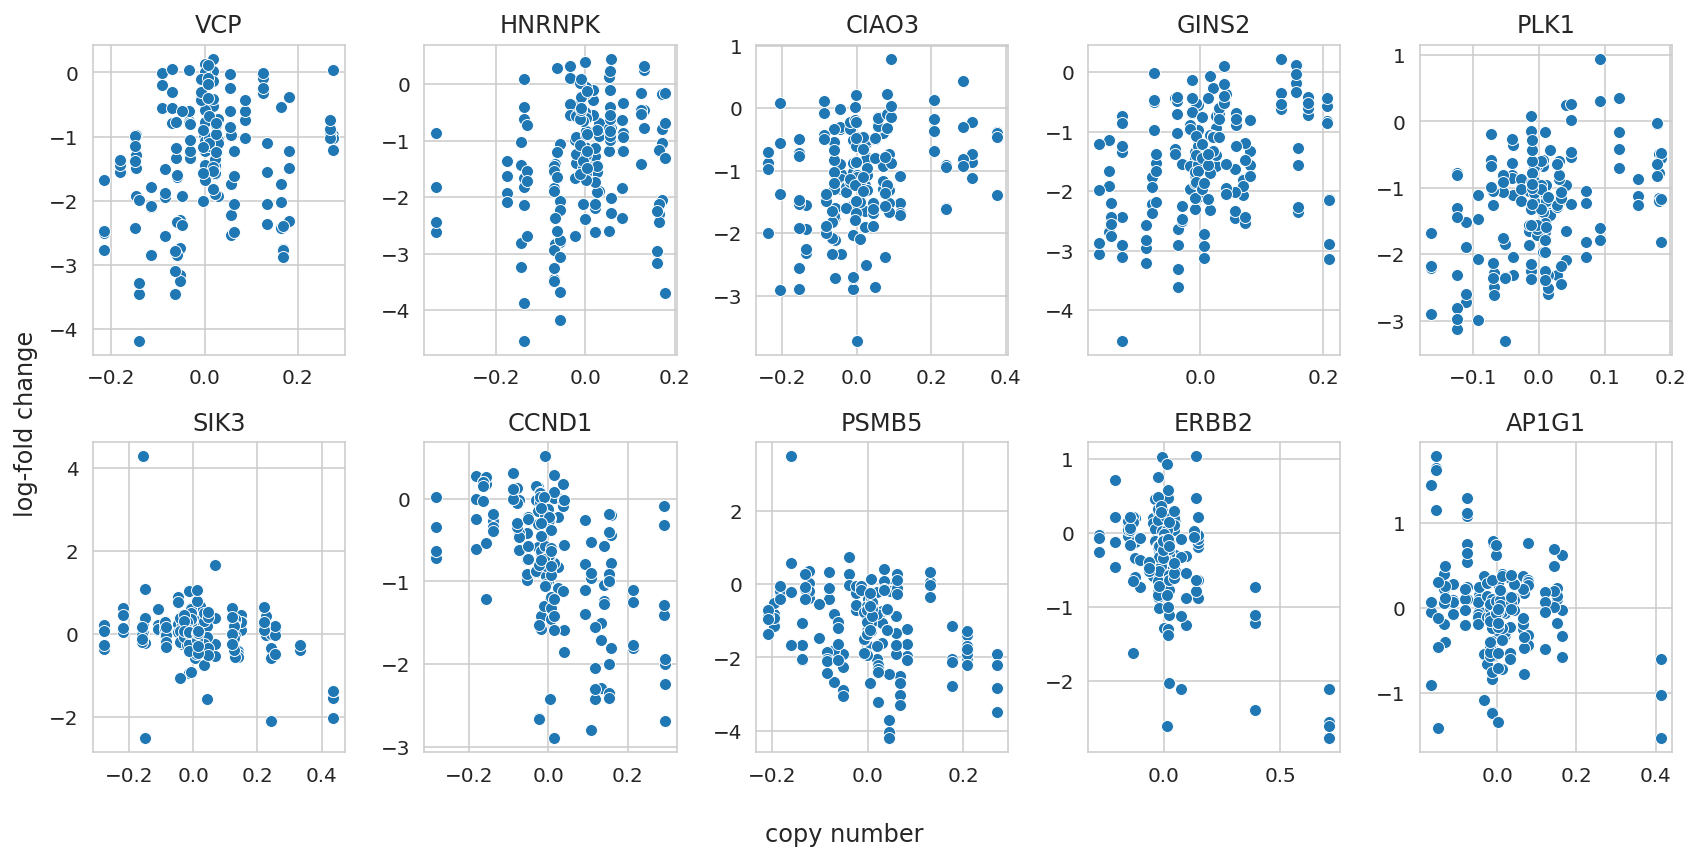 VCP HNRNPK CIAO3 GINS2 PLK1
0 −1 −2 −3 −4
0 −1 −2 −3 −4
1 0 −1 −2 −3
0 −1 −2 −3 −4
1 0 −1 −2 −3
−0.2 0.0 0.2 −0.2 0.0 0.2 −0.2 0.0 0.2 0.4 0.0 0.2 −0.1 0.0 0.1 0.2
log-fold change
SIK3 CCND1 PSMB5 ERBB2 AP1G1
4 2 0 −2
0 −1 −2 −3
2 0 −2 −4
1 0 −1 −2
1 0 −1
−0.2 0.0 0.2 0.4 −0.2 0.0 0.2 −0.2 0.0 0.2 0.0 0.5 0.0 0.2 0.4
copy number